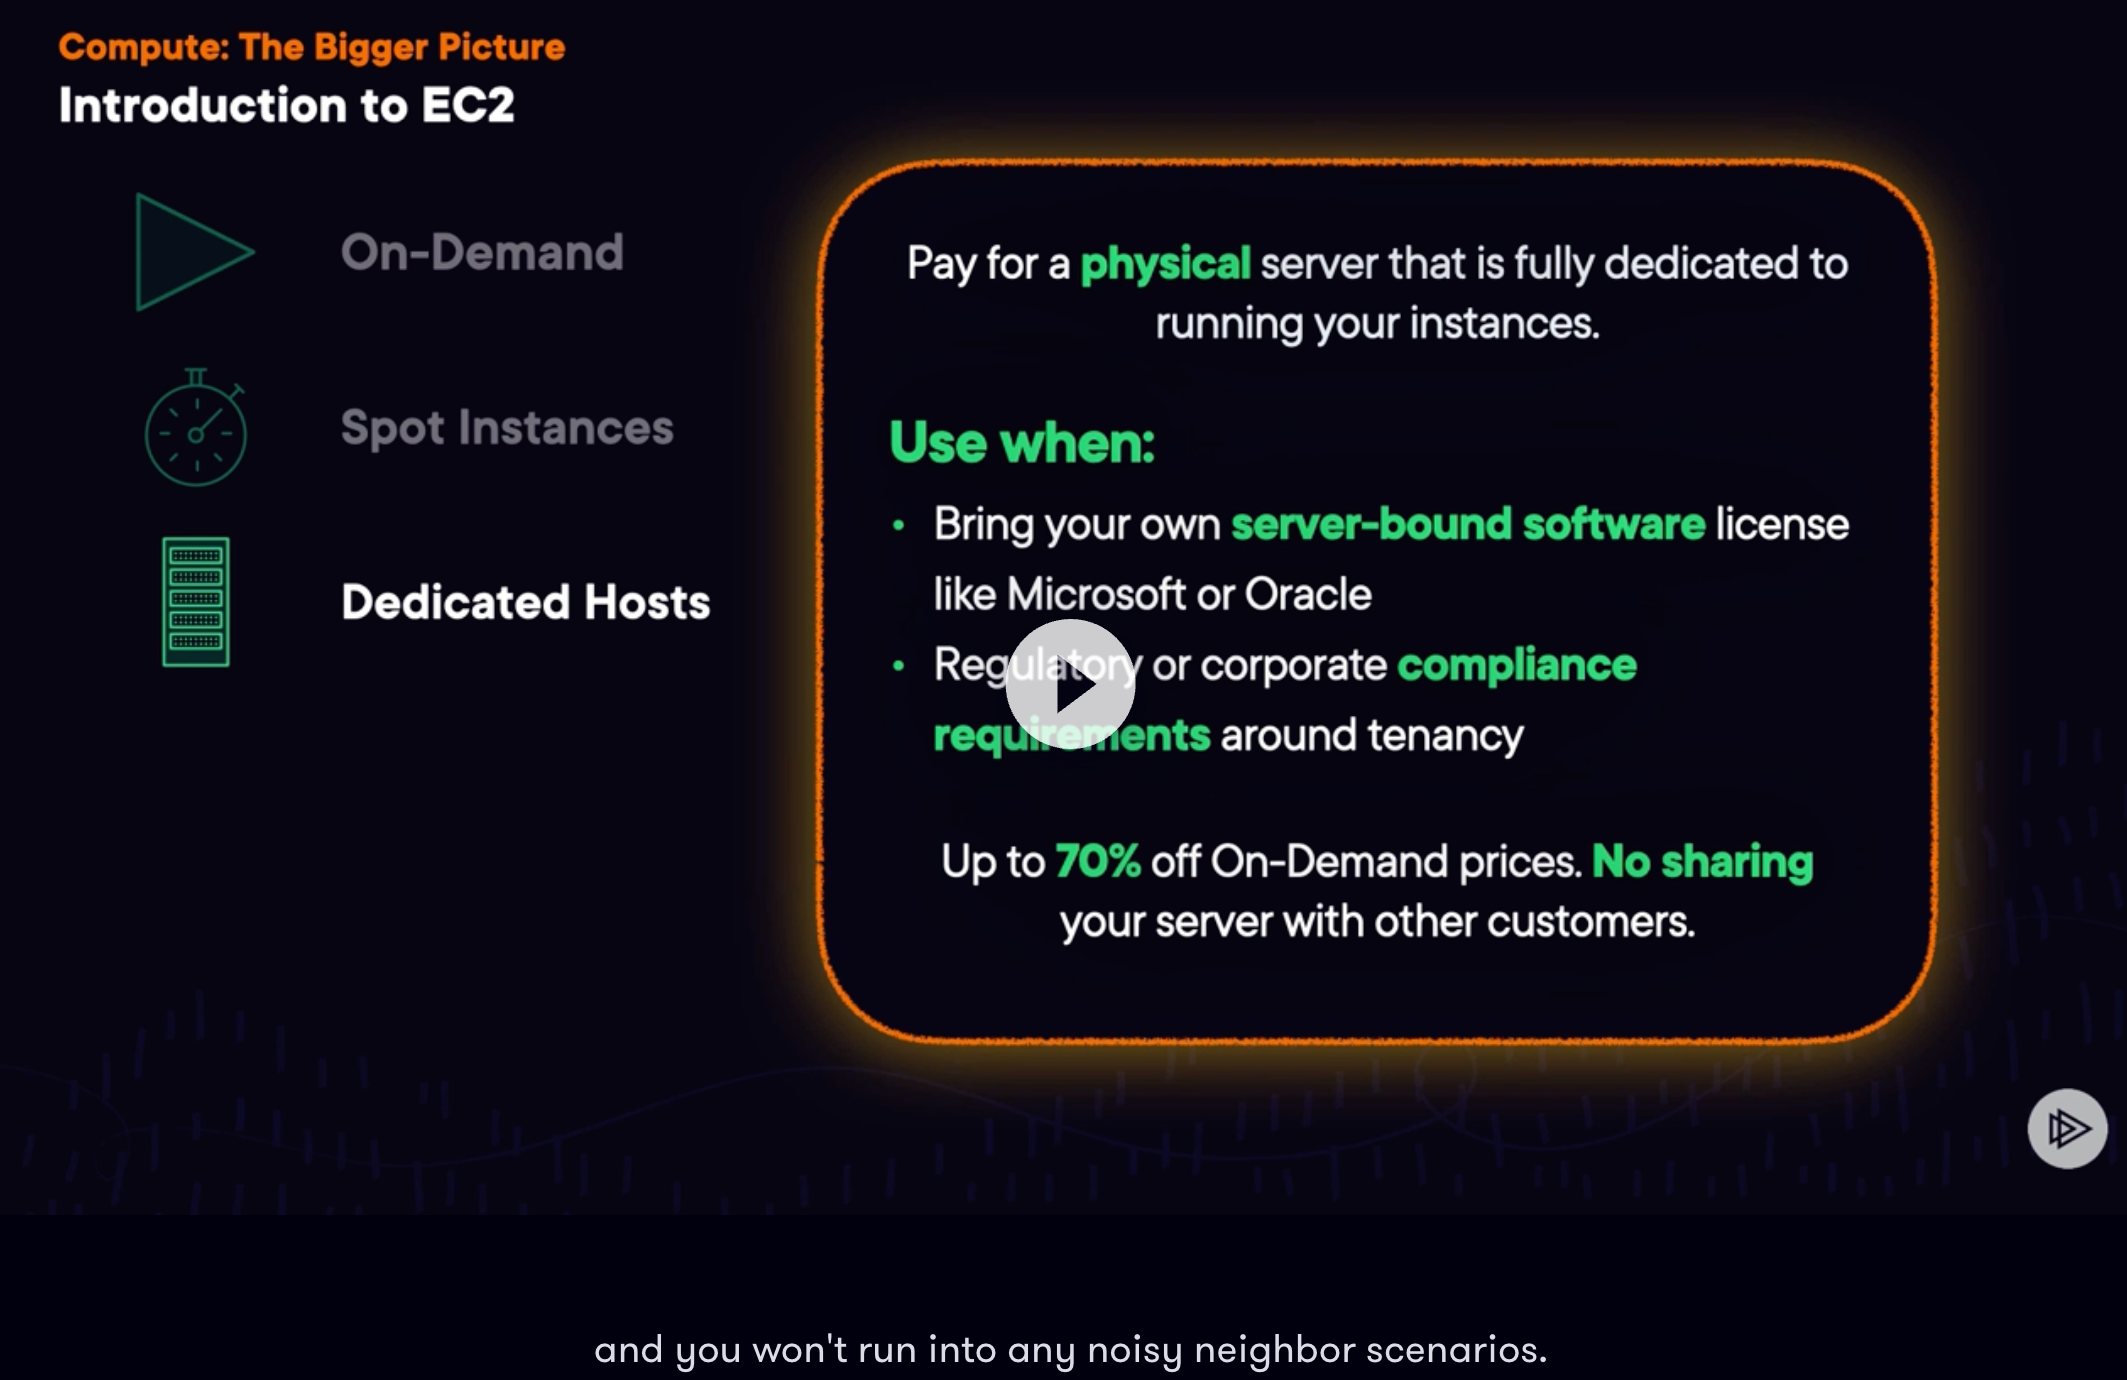 Compute: The Bigger Picture
Introduction to EC2
On-Demand
Spot Instances
Dedicated Hosts
Pay for a physical server that is fully dedicated to
running your instances.
Use when:
• Bring your own server-bound software license
like Microsoft or Oracle
• Regulatory or corporate compliance
requirements around tenancy
Up to 70% off On-Demand prices. No sharing
your server with other customers.
and you won't run into any noisy neighbor scenarios.